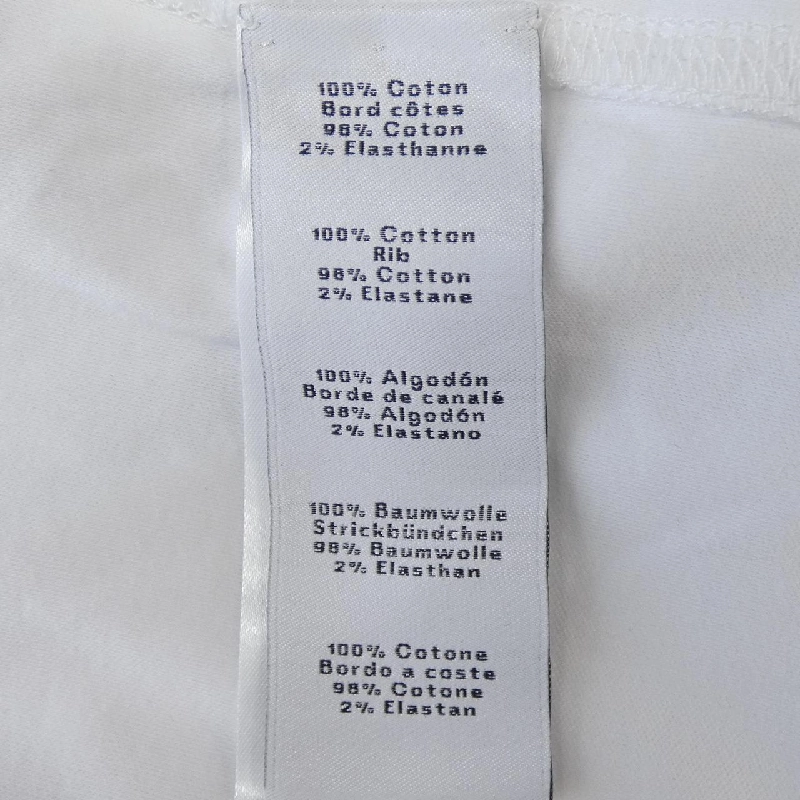 100% Coton
Bord côtes
98% Coton
2% Elasthanne
100% Cotton
Rib
98% Cotton
2% Elastane
100% Algodón
Borde de canalé
98% Algodón
2% Elastano
100% Baumwolle
Strickbündchen
98% Baumwolle
2% Elasthan
100% Cotone
Bordo a coste
98% Cotone
2% Elastan